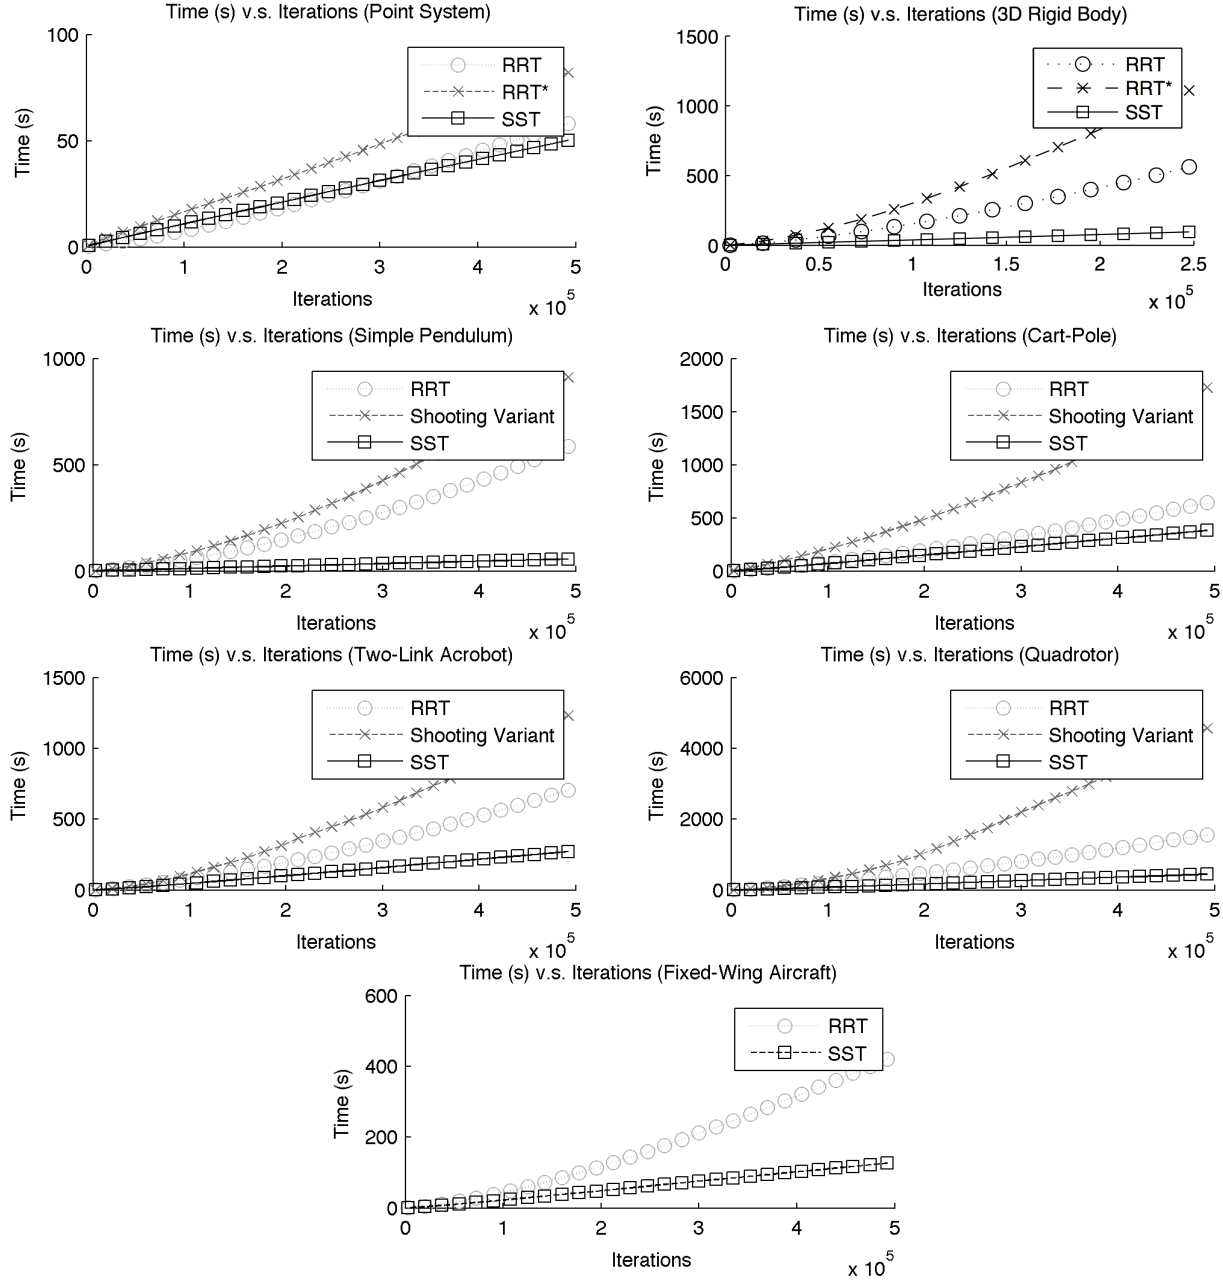 Time (s) v.s. Iterations (Point System)
100
50
0
Time (s)
RRT
RRT*
SST
0 1 2 3 4 5
Iterations
x 10^5
Time (s) v.s. Iterations (3D Rigid Body)
1500
1000
500
0
Time (s)
RRT
RRT*
SST
0 0.5 1 1.5 2 2.5
Iterations
x 10^5
Time (s) v.s. Iterations (Simple Pendulum)
1000
500
0
Time (s)
RRT
Shooting Variant
SST
0 1 2 3 4 5
Iterations
x 10^5
Time (s) v.s. Iterations (Cart-Pole)
2000
1500
1000
500
0
Time (s)
RRT
Shooting Variant
SST
0 1 2 3 4 5
Iterations
x 10^5
Time (s) v.s. Iterations (Two-Link Acrobot)
1500
1000
500
0
Time (s)
RRT
Shooting Variant
SST
0 1 2 3 4 5
Iterations
x 10^5
Time (s) v.s. Iterations (Quadrotor)
6000
4000
2000
0
Time (s)
RRT
Shooting Variant
SST
0 1 2 3 4 5
Iterations
x 10^5
Time (s) v.s. Iterations (Fixed-Wing Aircraft)
600
400
200
0
Time (s)
RRT
SST
0 1 2 3 4 5
Iterations
x 10^5